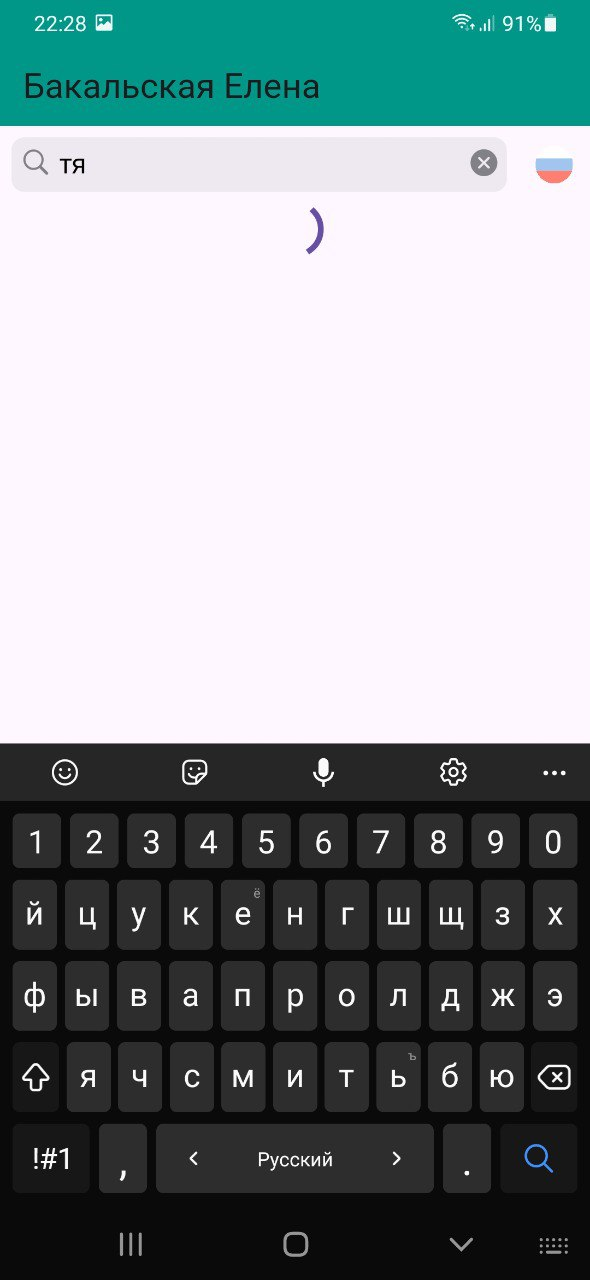 22:28 91%
Бакальская Елена
тя
1 2 3 4 5 6 7 8 9 0
й ц у к е ё н г ш щ з х
ф ы в а п р о л д ж э
я ч с м и т ь ъ б ю
!#1 , < Русский > .